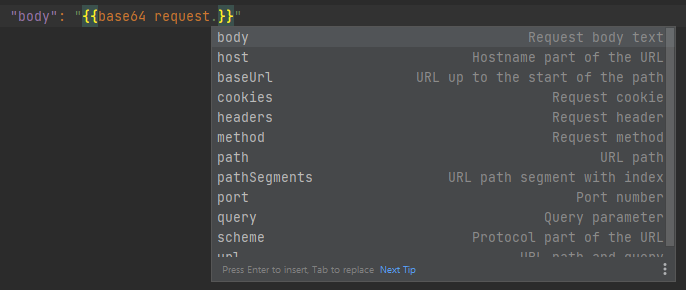 "body": "{{base64 request.}}"
body Request body text
host Hostname part of the URL
baseUrl URL up to the start of the path
cookies Request cookie
headers Request header
method Request method
path URL path
pathSegments URL path segment with index
port Port number
query Query parameter
scheme Protocol part of the URL
url URL path and query
Press Enter to insert, Tab to replace Next Tip